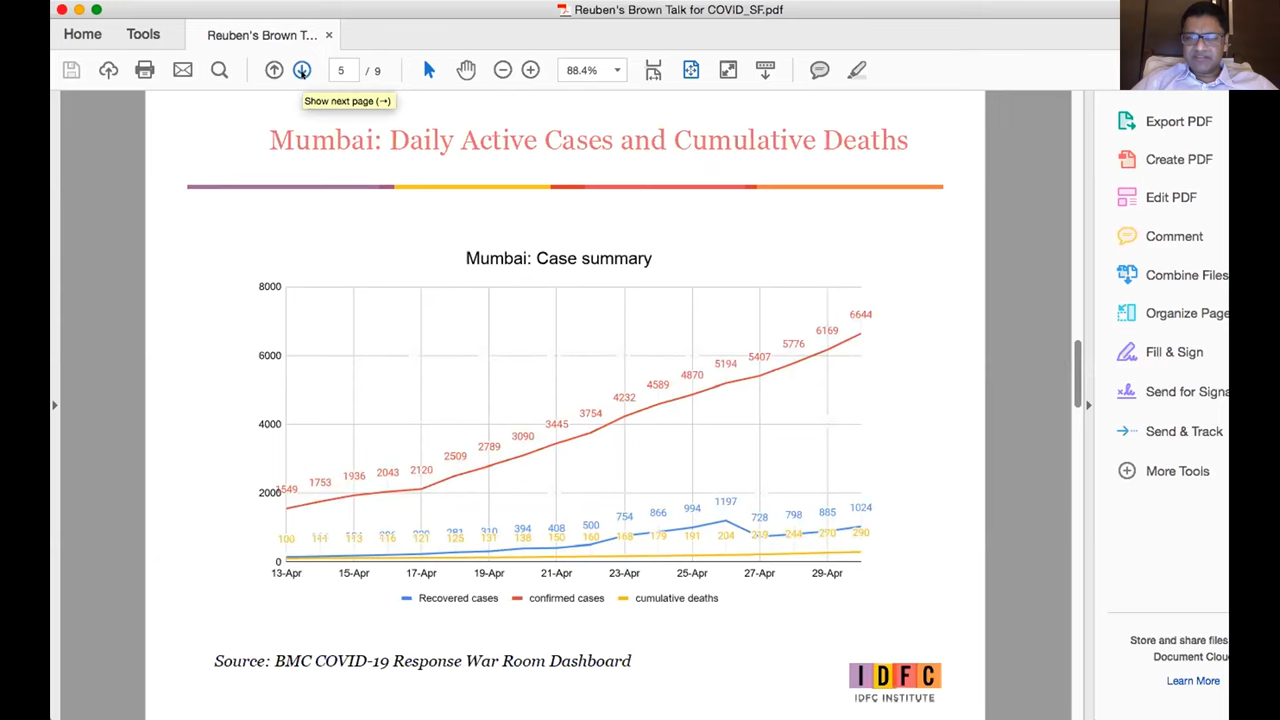 Reuben's Brown Talk for COVID_SF.pdf
Home Tools Reuben's Brown T... ×
5 / 9 88.4%
Show next page (→)
Mumbai: Daily Active Cases and Cumulative Deaths
Mumbai: Case summary
8000
6000
4000
2000
0
1549 1753 1936 2043 2120 2509 2789 3090 3445 3754 4232 4589 4870 5194 5407 5776 6169 6644
281 310 394 408 500 754 866 994 1197 728 798 885 1024
100 113 116 121 125 131 138 150 160 168 179 191 204 219 244 270 290
13-Apr 15-Apr 17-Apr 19-Apr 21-Apr 23-Apr 25-Apr 27-Apr 29-Apr
Recovered cases confirmed cases cumulative deaths
Source: BMC COVID-19 Response War Room Dashboard
IDFC
IDFC INSTITUTE
Export PDF
Create PDF
Edit PDF
Comment
Combine Files
Organize Page
Fill & Sign
Send for Signa
Send & Track
More Tools
Store and share files
Document Clou
Learn More